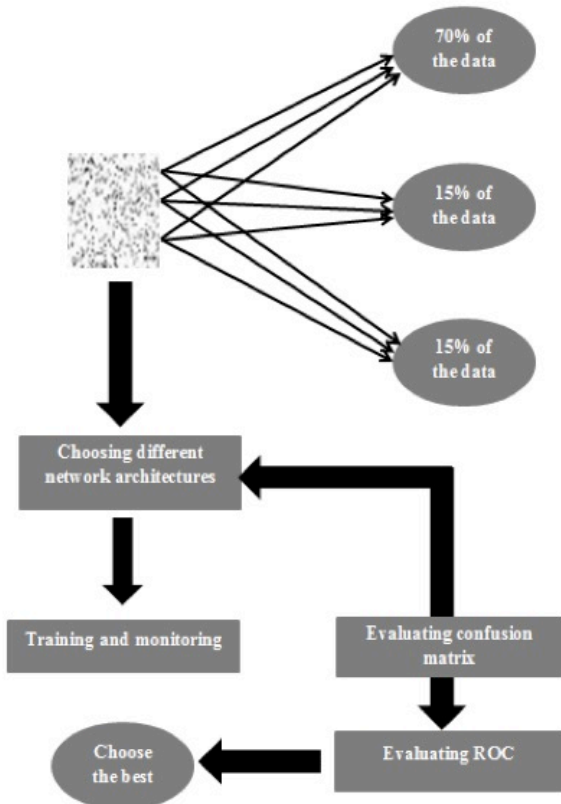 70% of
the data
15% of
the data
15% of
the data
Choosing different
network architectures
Training and monitoring
Evaluating confusion
matrix
Evaluating ROC
Choose
the best